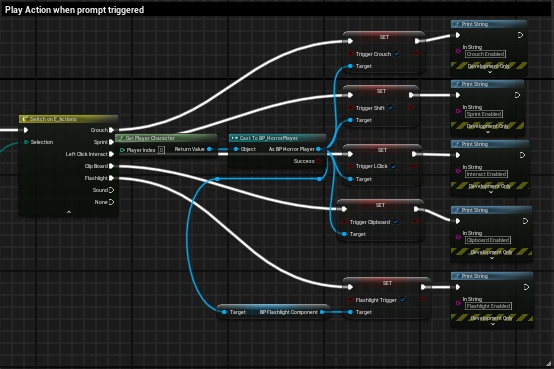 Play Action when prompt triggered
Switch on E_Actions
Selection
Crouch
Sprint
Left Click Interact
Clip Board
Flashlight
Sound
None
Get Player Character
Player Index 0
Return Value
Cast To BP_HorrorPlayer
Object
As BP Horror Player
Success
Target
BP Flashlight Component
SET
Trigger Crouch
Target
SET
Trigger Shift
Target
SET
Trigger LClick
Target
SET
Trigger Clipboard
Target
SET
Flashlight Trigger
Target
Print String
In String
Crouch Enabled
Development Only
Print String
In String
Sprint Enabled
Development Only
Print String
In String
Interact Enabled
Development Only
Print String
In String
Clipboard Enabled
Development Only
Print String
In String
Flashlight Enabled
Development Only